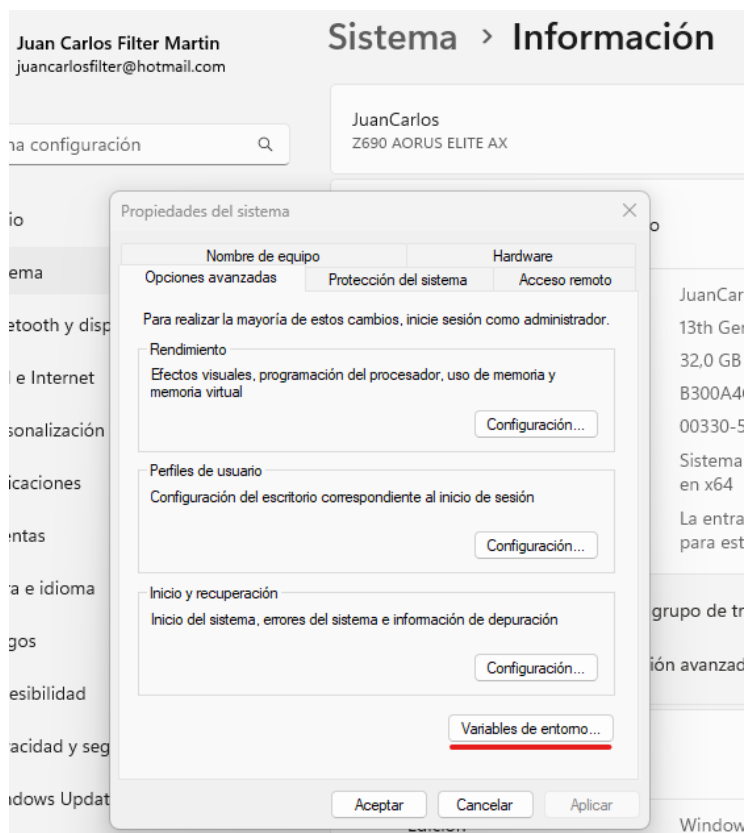 Juan Carlos Filter Martin
juancarlosfilter@hotmail.com
Sistema > Información
na configuración
JuanCarlos
Z690 AORUS ELITE AX
Propiedades del sistema
Nombre de equipo
Hardware
Opciones avanzadas
Protección del sistema
Acceso remoto
Para realizar la mayoría de estos cambios, inicie sesión como administrador.
Rendimiento
Efectos visuales, programación del procesador, uso de memoria y
memoria virtual
Configuración...
Perfiles de usuario
Configuración del escritorio correspondiente al inicio de sesión
Configuración...
Inicio y recuperación
Inicio del sistema, errores del sistema e información de depuración
Configuración...
Variables de entorno...
Aceptar
Cancelar
Aplicar
io
ema
etooth y disp
e Internet
sonalización
icaciones
entas
a e idioma
gos
esibilidad
acidad y seg
dows Updat
o
JuanCar
13th Ge
32,0 GB
B300A4
00330-5
Sistema
en x64
La entra
para est
grupo de tr
ión avanzad
Edición
Window